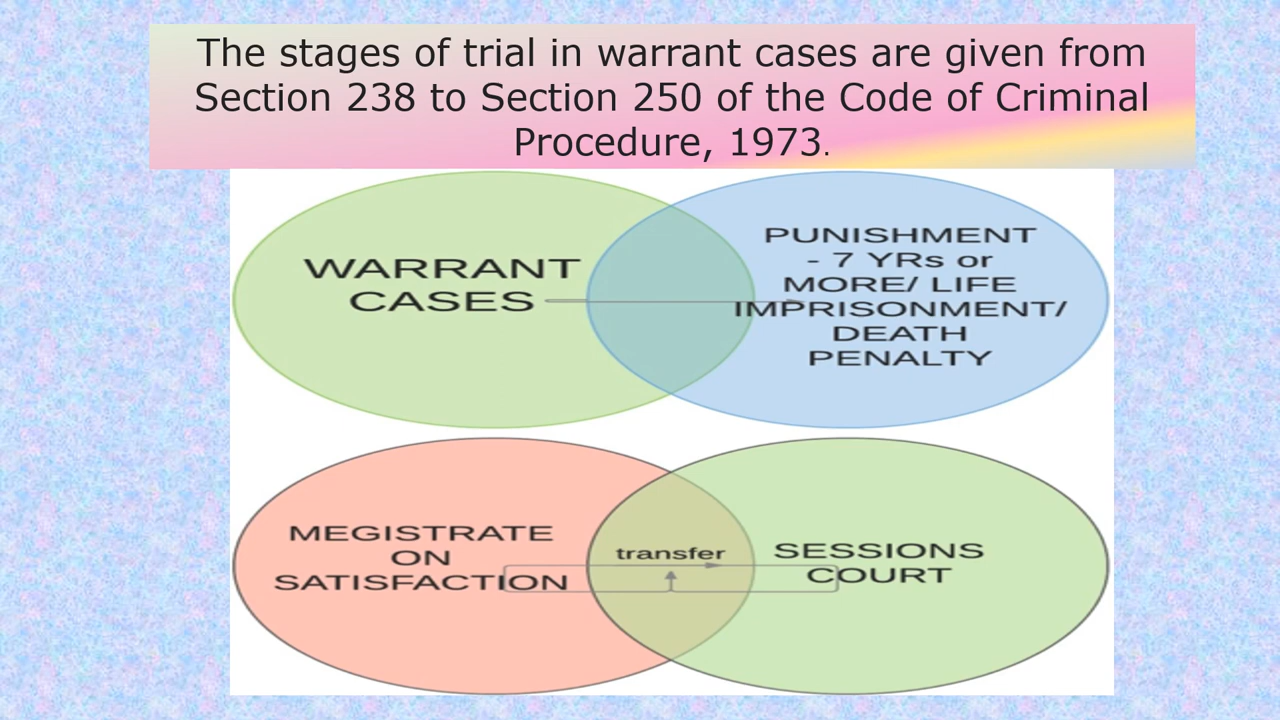 The stages of trial in warrant cases are given from
Section 238 to Section 250 of the Code of Criminal
Procedure, 1973.
WARRANT
CASES
PUNISHMENT
- 7 YRs or
MORE/ LIFE
IMPRISONMENT/
DEATH
PENALTY
MEGISTRATE
ON
SATISFACTION
transfer
SESSIONS
COURT